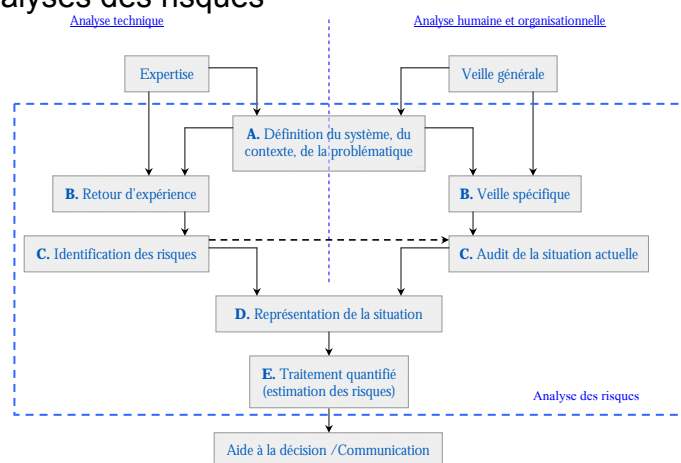 alyses des risques
Analyse technique
Analyse humaine et organisationnelle
Expertise
Veille générale
A. Définition du système, du
contexte, de la problématique
B. Retour d'expérience
B. Veille spécifique
C. Identification des risques
C. Audit de la situation actuelle
D. Représentation de la situation
E. Traitement quantifié
(estimation des risques)
Analyse des risques
Aide à la décision /Communication